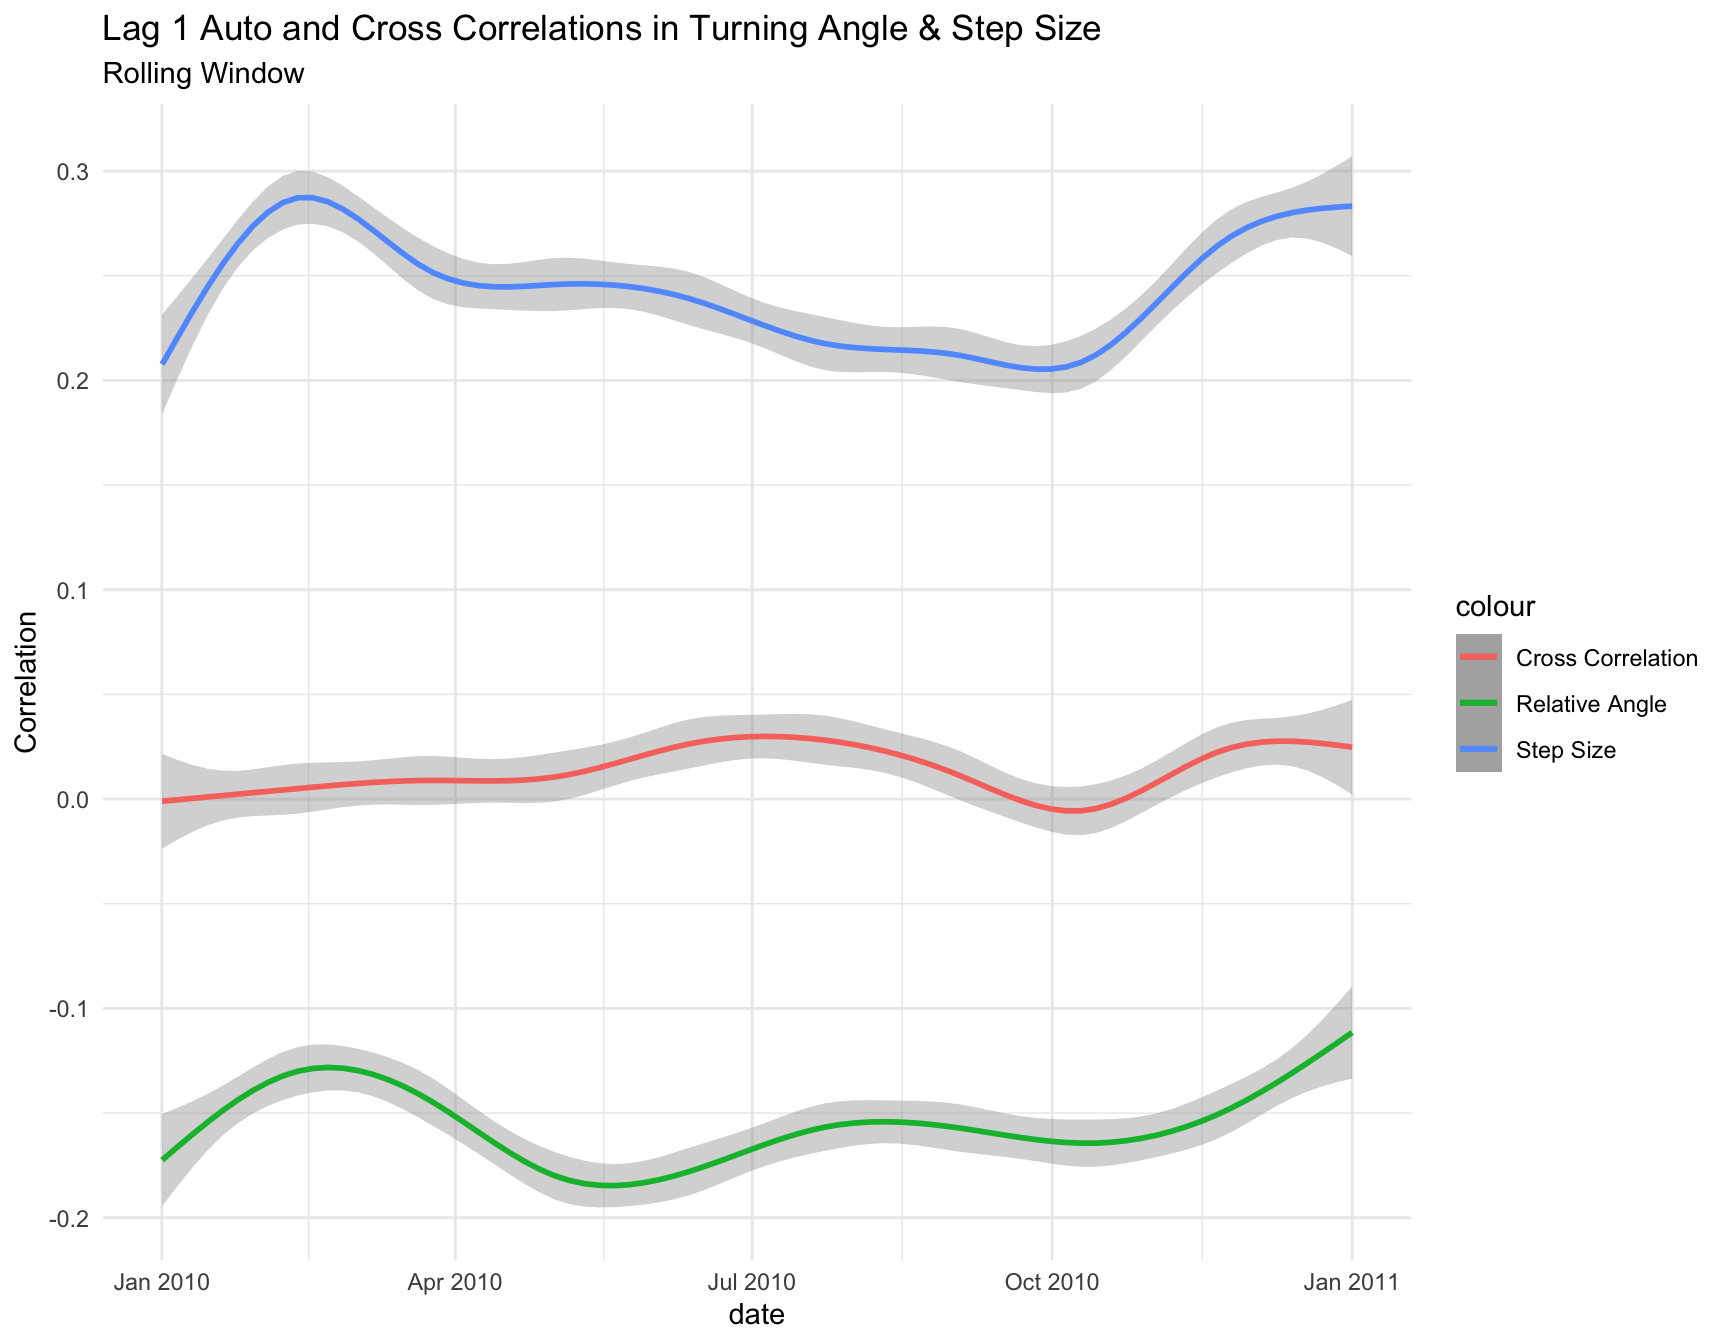 Lag 1 Auto and Cross Correlations in Turning Angle & Step Size
Rolling Window
Correlation
0.3
0.2
0.1
0.0
-0.1
-0.2
Jan 2010
Apr 2010
Jul 2010
Oct 2010
Jan 2011
date
colour
Cross Correlation
Relative Angle
Step Size